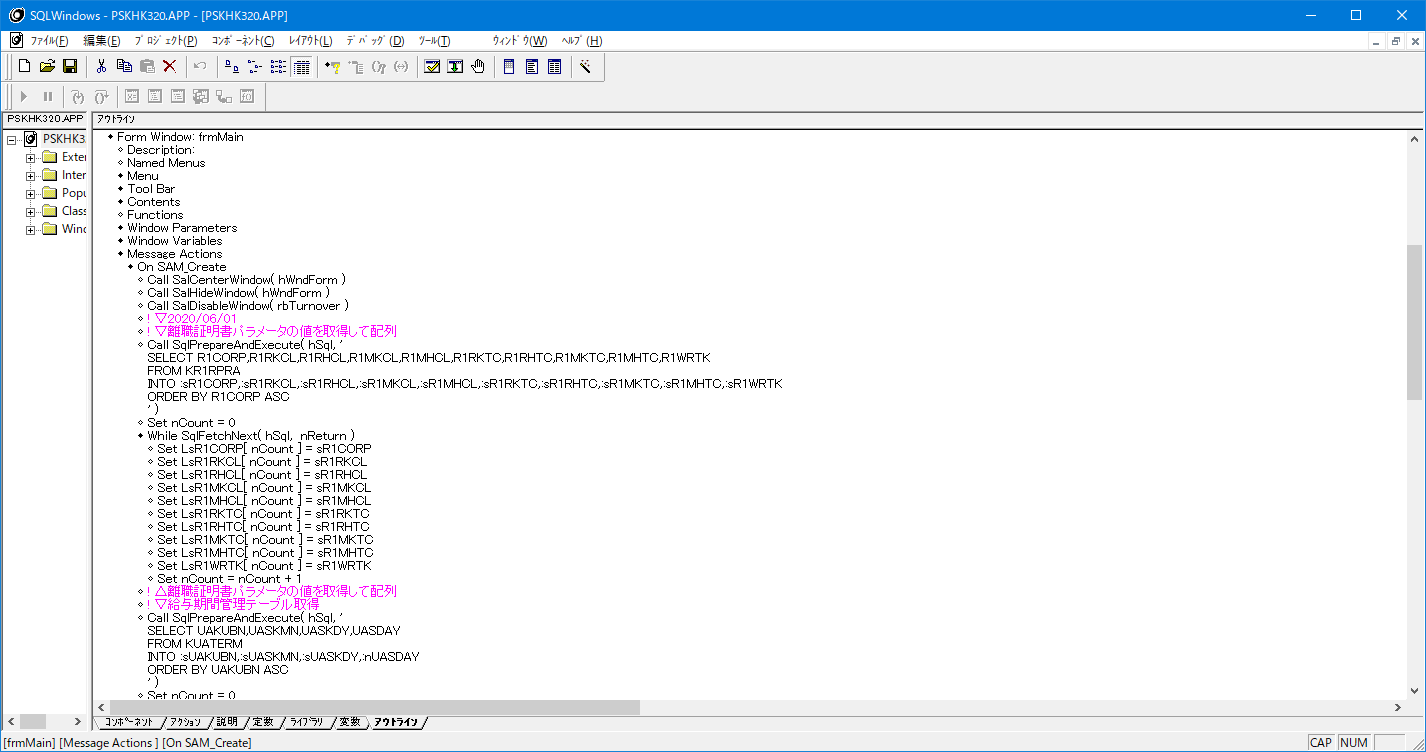 SQLWindows - PSKHK320.APP - [PSKHK320.APP]
ﾌｧｲﾙ(F) 編集(E) ﾌﾟﾛｼﾞｪｸﾄ(P) ｺﾝﾎﾟｰﾈﾝﾄ(C) ﾚｲｱｳﾄ(L) ﾃﾞﾊﾞｯｸﾞ(D) ﾂｰﾙ(T) ｳｨﾝﾄﾞｳ(W) ﾍﾙﾌﾟ(H)
PSKHK320.APP
ｱｳﾄﾗｲﾝ
PSKHK3
Exter
Inter
Popu
Class
Wind
Form Window: frmMain
Description:
Named Menus
Menu
Tool Bar
Contents
Functions
Window Parameters
Window Variables
Message Actions
On SAM_Create
Call SalCenterWindow( hWndForm )
Call SalHideWindow( hWndForm )
Call SalDisableWindow( rbTurnover )
! ▽2020/06/01
! ▽離職証明書パラメータの値を取得して配列
Call SqlPrepareAndExecute( hSql, '
SELECT R1CORP,R1RKCL,R1RHCL,R1MKCL,R1MHCL,R1RKTC,R1RHTC,R1MKTC,R1MHTC,R1WRTK
FROM KR1RPRA
INTO :sR1CORP,:sR1RKCL,:sR1RHCL,:sR1MKCL,:sR1MHCL,:sR1RKTC,:sR1RHTC,:sR1MKTC,:sR1MHTC,:sR1WRTK
ORDER BY R1CORP ASC
' )
Set nCount = 0
While SqlFetchNext( hSql, nReturn )
Set LsR1CORP[ nCount ] = sR1CORP
Set LsR1RKCL[ nCount ] = sR1RKCL
Set LsR1RHCL[ nCount ] = sR1RHCL
Set LsR1MKCL[ nCount ] = sR1MKCL
Set LsR1MHCL[ nCount ] = sR1MHCL
Set LsR1RKTC[ nCount ] = sR1RKTC
Set LsR1RHTC[ nCount ] = sR1RHTC
Set LsR1MKTC[ nCount ] = sR1MKTC
Set LsR1MHTC[ nCount ] = sR1MHTC
Set LsR1WRTK[ nCount ] = sR1WRTK
Set nCount = nCount + 1
! △離職証明書パラメータの値を取得して配列
! ▽給与期間管理テーブル取得
Call SqlPrepareAndExecute( hSql, '
SELECT UAKUBN,UASKMN,UASKDY,UASDAY
FROM KUATERM
INTO :sUAKUBN,:sUASKMN,:sUASKDY,:nUASDAY
ORDER BY UAKUBN ASC
' )
Set nCount = 0
ｺﾝﾎﾟｰﾈﾝﾄ ｱｸｼｮﾝ 説明 定数 ﾗｲﾌﾞﾗﾘ 変数 ｱｳﾄﾗｲﾝ
[frmMain] [Message Actions ] [On SAM_Create]
CAP NUM